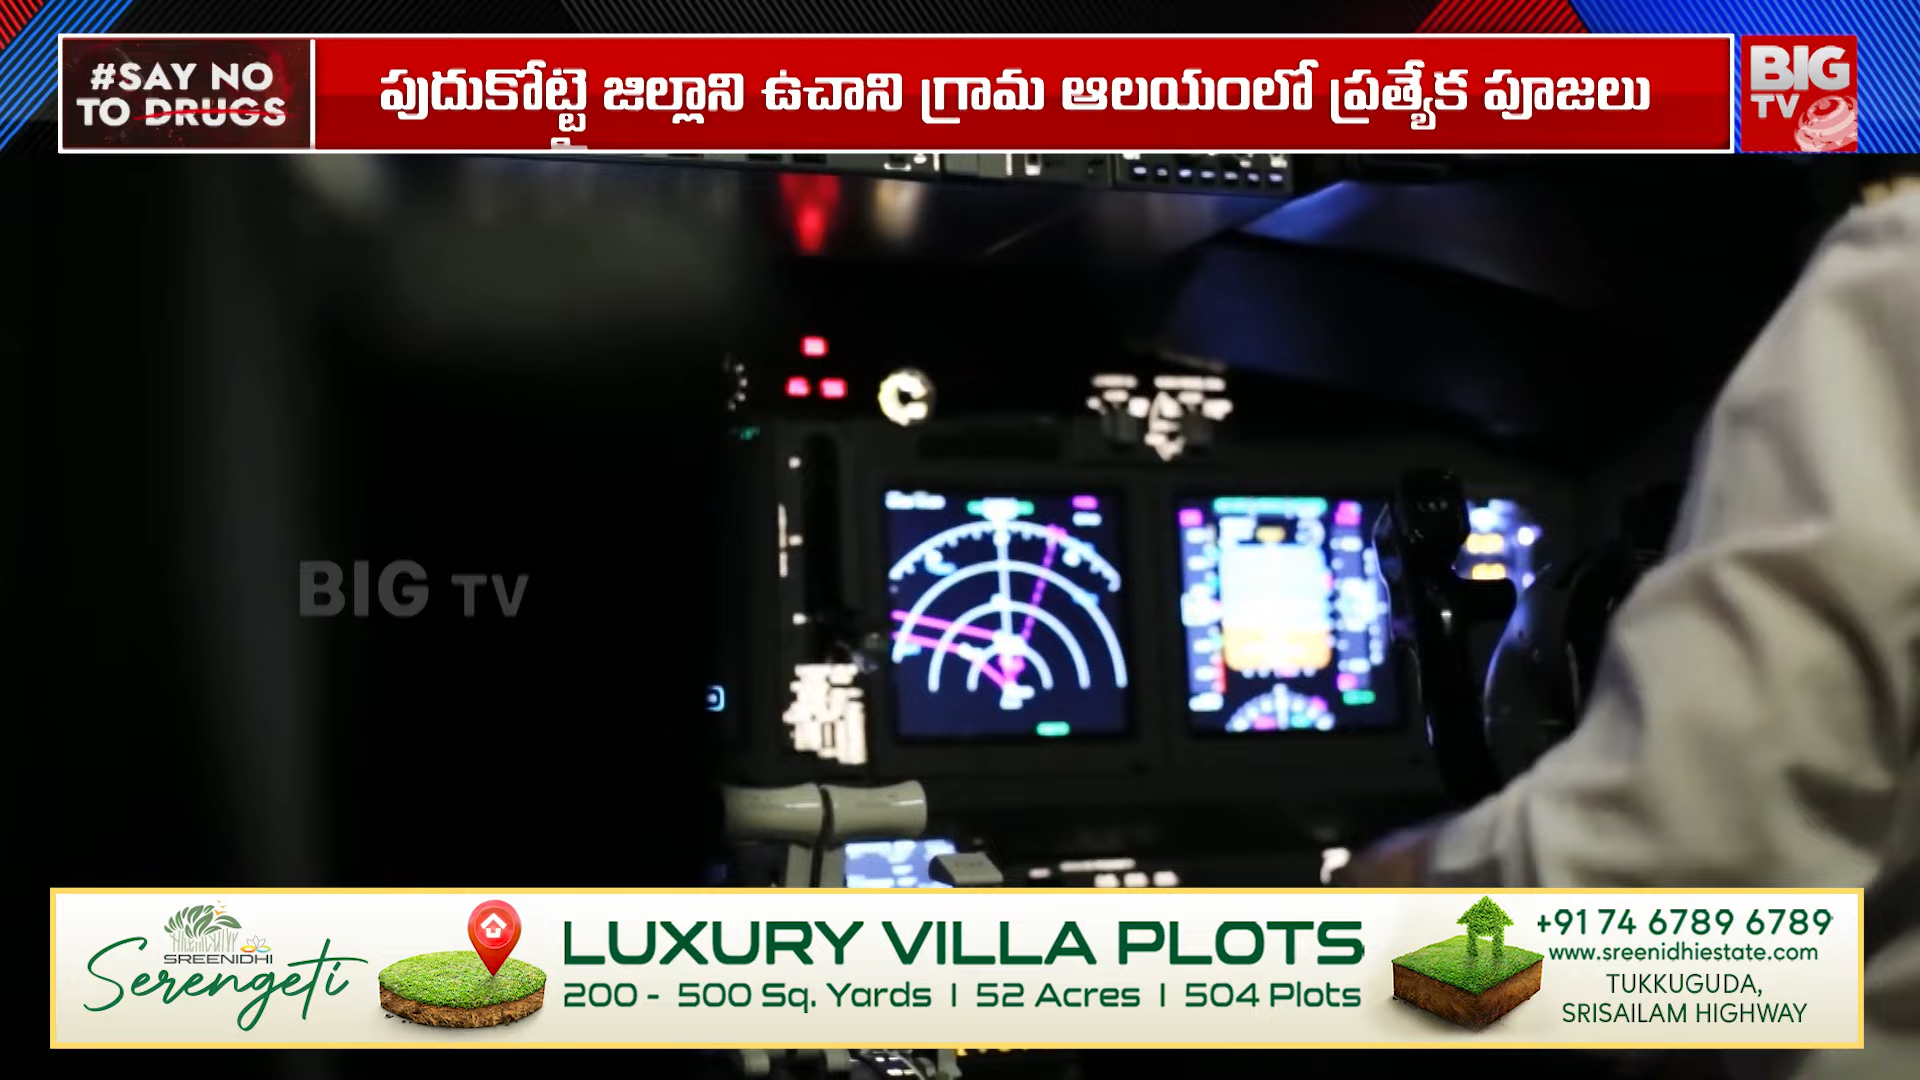 #SAY NO
TO DRUGS
పుదుకోట్టై జిల్లాని ఉచాని గ్రామ ఆలయంలో ప్రత్యేక పూజలు
BIG
TV
BIG TV
SREENIDHI
Serengeti
LUXURY VILLA PLOTS
200 - 500 Sq. Yards | 52 Acres | 504 Plots
+91 74 6789 6789
www.sreenidhiestate.com
TUKKUGUDA,
SRISAILAM HIGHWAY